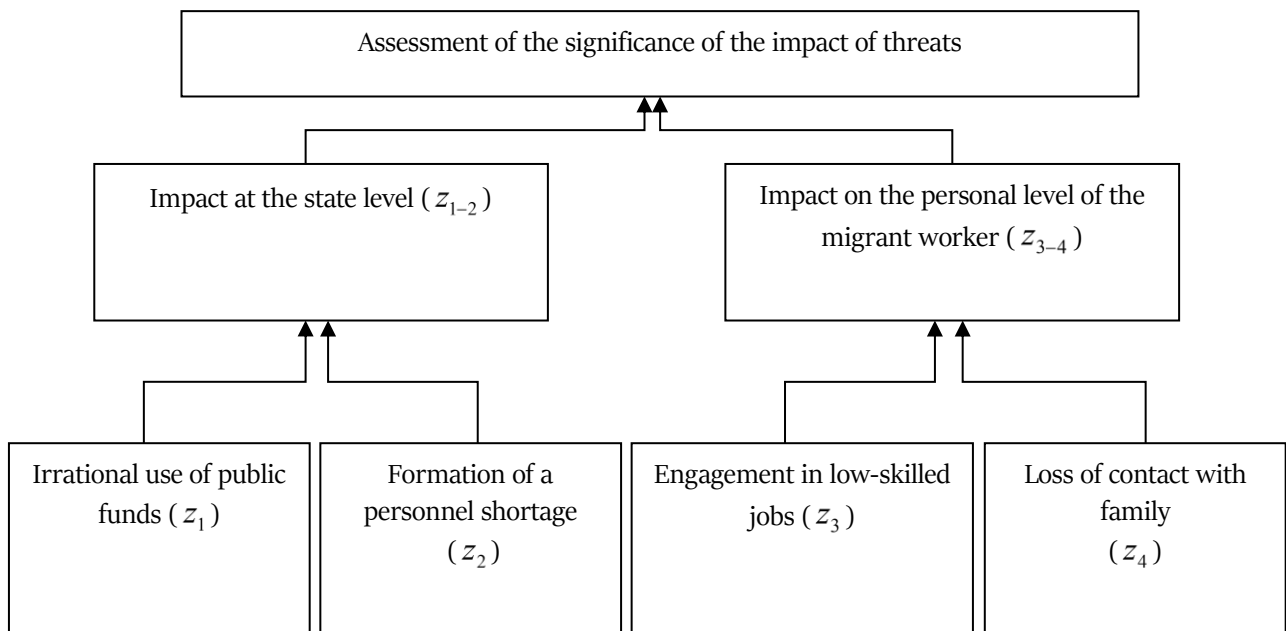 Assessment of the significance of the impact of threats
Impact at the state level ( z₁₋₂ )
Impact on the personal level of the
migrant worker ( z₃₋₄ )
Irrational use of public
funds ( z₁ )
Formation of a
personnel shortage
( z₂ )
Engagement in low-skilled
jobs ( z₃ )
Loss of contact with
family
( z₄ )